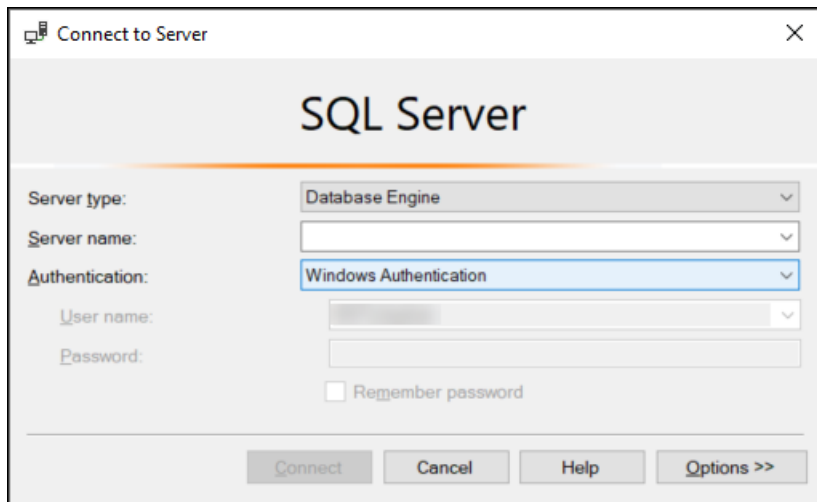 Connect to Server
SQL Server
Server type: Database Engine
Server name:
Authentication: Windows Authentication
User name:
Password:
Remember password
Connect Cancel Help Options >>